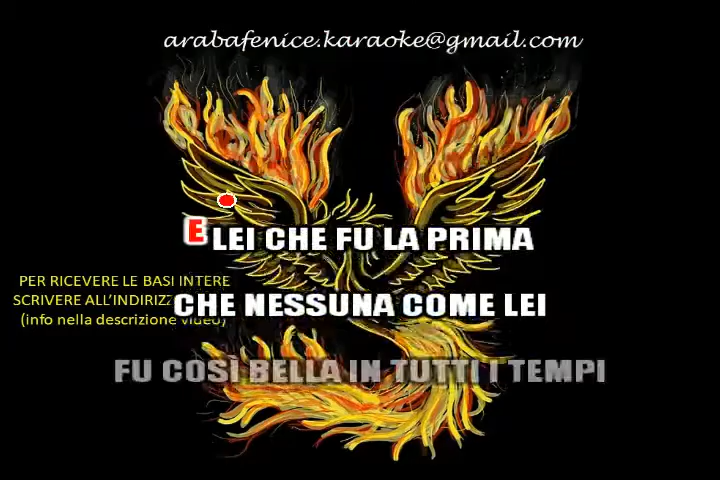 arabafenice.karaoke@gmail.com
E LEI CHE FU LA PRIMA
PER RICEVERE LE BASI INTERE
SCRIVERE ALL'INDIRIZZ
CHE NESSUNA COME LEI
(info nella descrizione video)
FU COSÌ BELLA IN TUTTI I TEMPI